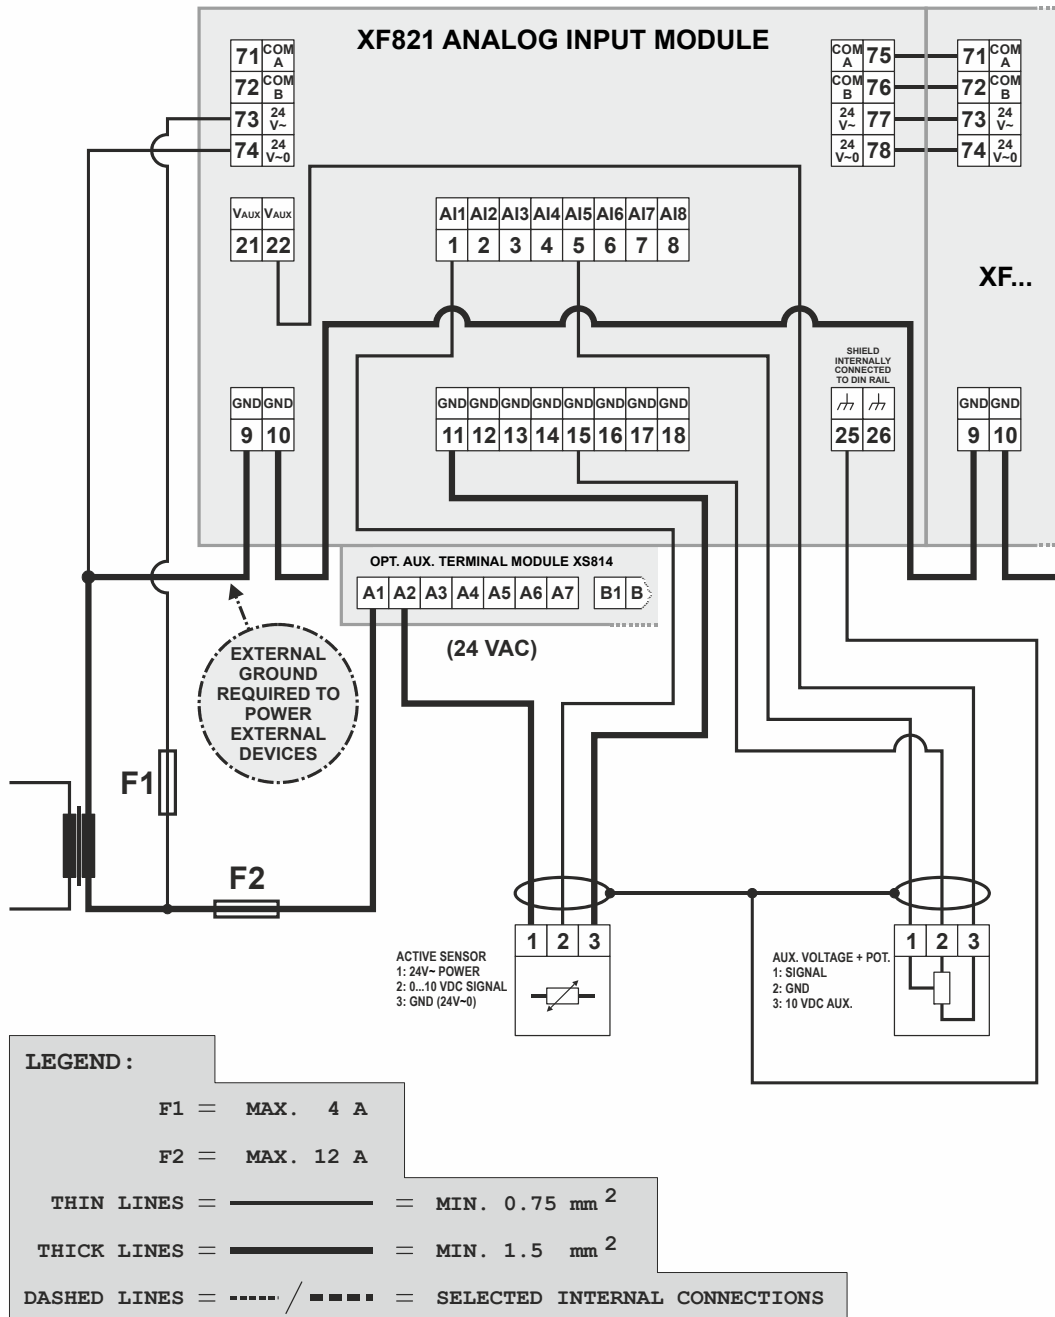 XF821 ANALOG INPUT MODULE
71 COM A
72 COM B
73 24 V~
74 24 V~0
COM A 75
COM B 76
24 V~ 77
24 V~0 78
71 COM A
72 COM B
73 24 V~
74 24 V~0
VAUX VAUX
21 22
AI1 AI2 AI3 AI4 AI5 AI6 AI7 AI8
1 2 3 4 5 6 7 8
XF...
SHIELD
INTERNALLY
CONNECTED
TO DIN RAIL
25 26
GND GND
9 10
GND GND GND GND GND GND GND GND
11 12 13 14 15 16 17 18
GND GND
9 10
OPT. AUX. TERMINAL MODULE XS814
A1 A2 A3 A4 A5 A6 A7 B1 B
(24 VAC)
EXTERNAL
GROUND
REQUIRED TO
POWER
EXTERNAL
DEVICES
F1
F2
1 2 3
ACTIVE SENSOR
1: 24V~ POWER
2: 0...10 VDC SIGNAL
3: GND (24V~0)
1 2 3
AUX. VOLTAGE + POT.
1: SIGNAL
2: GND
3: 10 VDC AUX.
LEGEND:
F1 = MAX. 4 A
F2 = MAX. 12 A
THIN LINES = = MIN. 0.75 mm 2
THICK LINES = = MIN. 1.5 mm 2
DASHED LINES = / = SELECTED INTERNAL CONNECTIONS